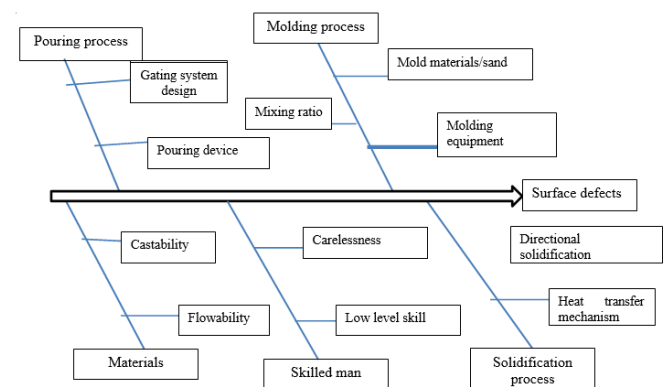 Pouring process
Molding process
Gating system
design
Mold materials/sand
Mixing ratio
Molding
equipment
Pouring device
Surface defects
Castability
Carelessness
Directional
solidification
Flowability
Low level skill
Heat transfer
mechanism
Materials
Skilled man
Solidification
process